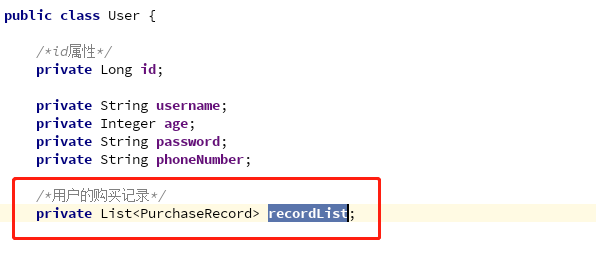 public class User {
/*id属性*/
private Long id;
private String username;
private Integer age;
private String password;
private String phoneNumber;
/*用户的购买记录*/
private List<PurchaseRecord> recordList;